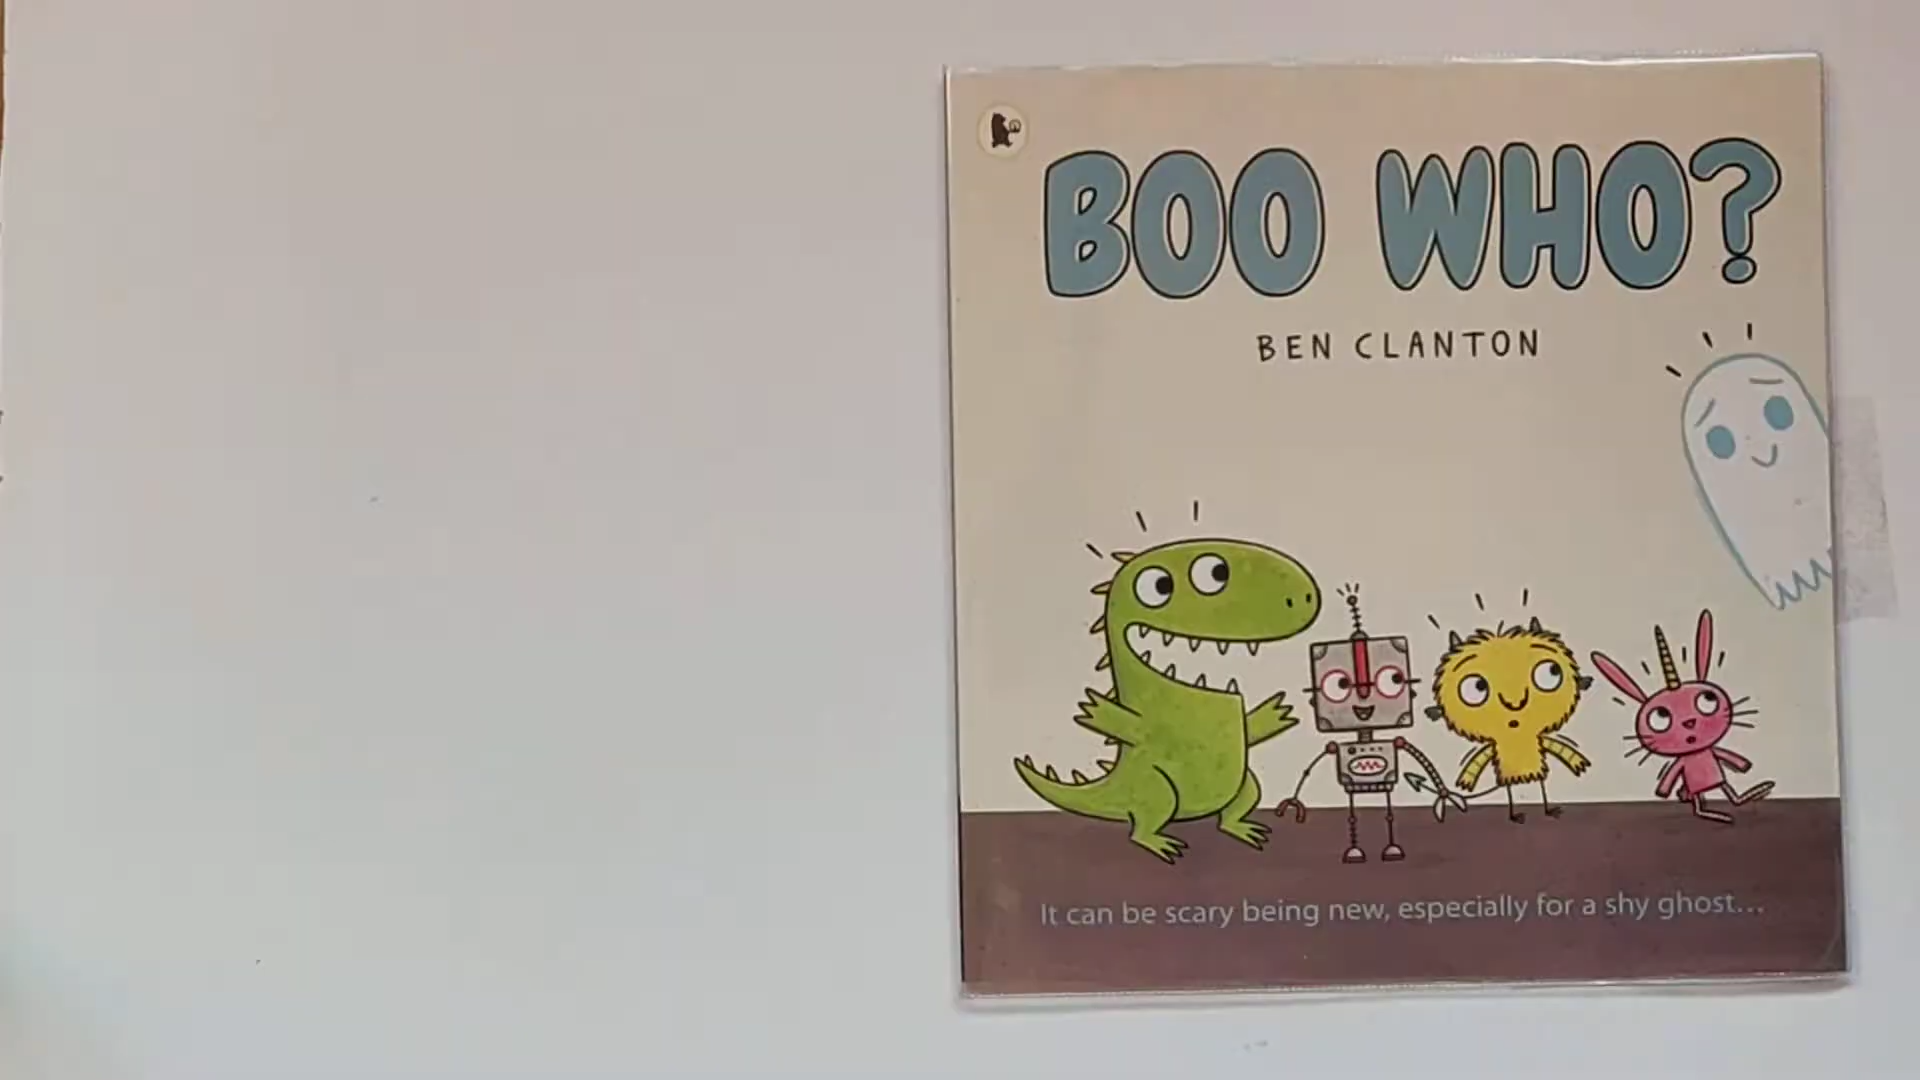 BOO WHO?
BEN CLANTON
It can be scary being new, especially for a shy ghost...